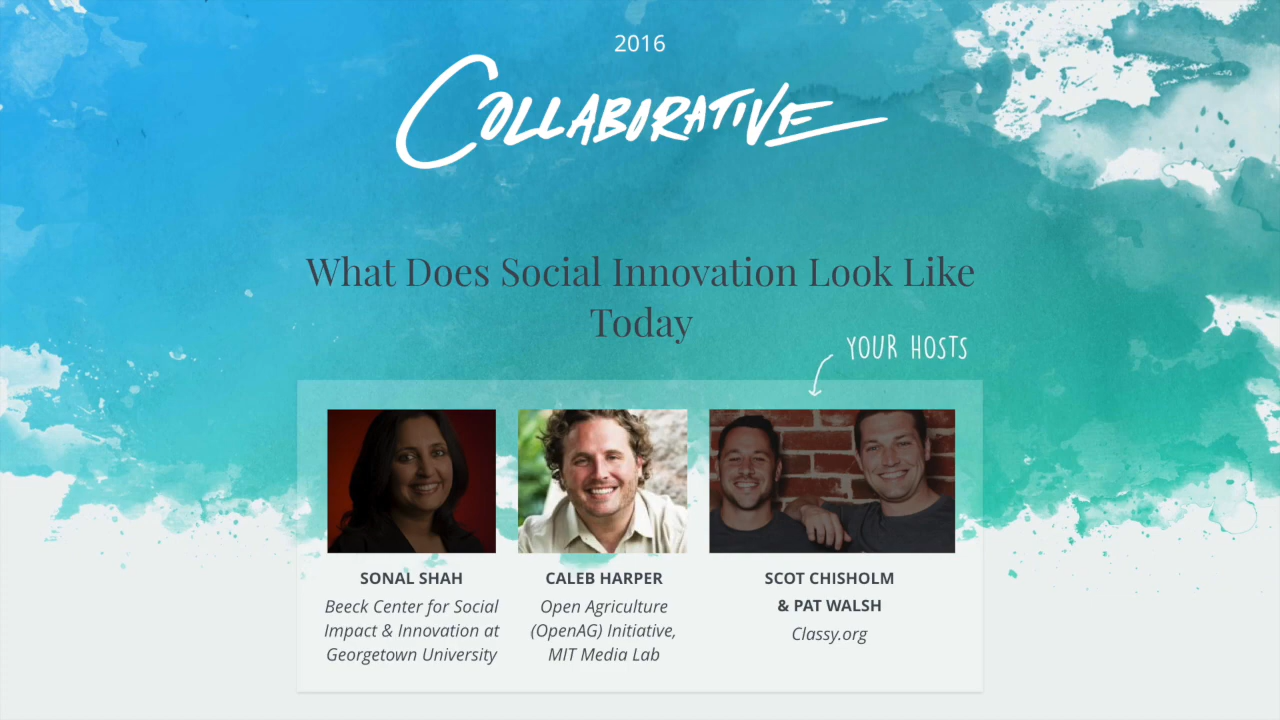 2016
COLLABORATIVE
What Does Social Innovation Look Like
Today
YOUR HOSTS
SONAL SHAH
Beeck Center for Social
Impact & Innovation at
Georgetown University
CALEB HARPER
Open Agriculture
(OpenAG) Initiative,
MIT Media Lab
SCOT CHISHOLM
& PAT WALSH
Classy.org